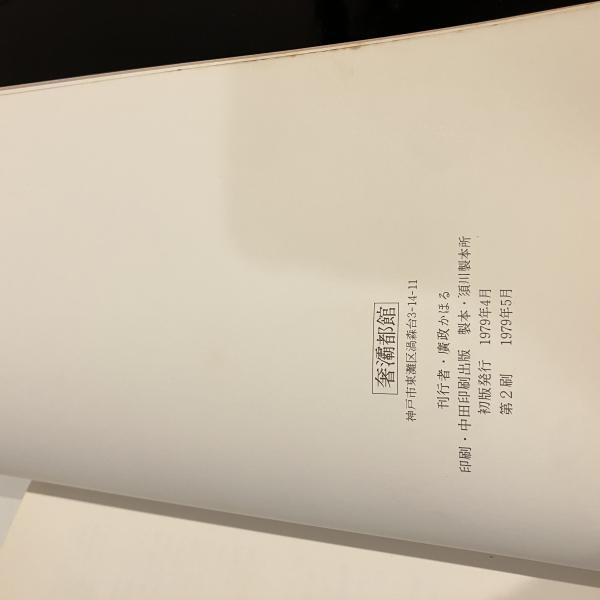 奢灞都館
神戸市東灘区渦森台3-14-11
刊行者・廣政かほる
印刷・中田印刷出版 製本・須川製本所
初版発行 1979年4月
第2刷 1979年5月